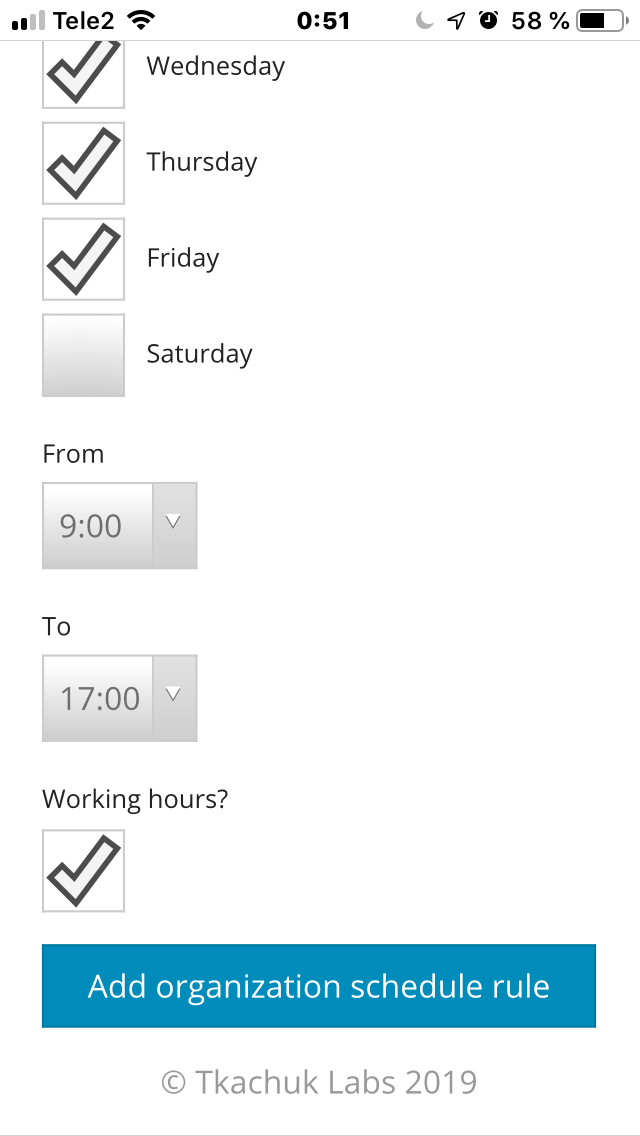 Tele2 0:51 58 %
Wednesday
Thursday
Friday
Saturday
From
9:00
To
17:00
Working hours?
Add organization schedule rule
© Tkachuk Labs 2019